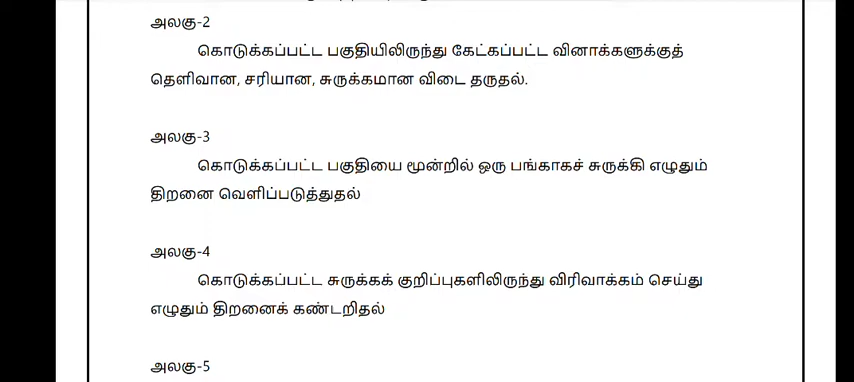 அலகு-2
கொடுக்கப்பட்ட பகுதியிலிருந்து கேட்கப்பட்ட வினாக்களுக்குத்
தெளிவான, சரியான, சுருக்கமான விடை தருதல்.
அலகு-3
கொடுக்கப்பட்ட பகுதியை மூன்றில் ஒரு பங்காகச் சுருக்கி எழுதும்
திறனை வெளிப்படுத்துதல்
அலகு-4
கொடுக்கப்பட்ட சுருக்கக் குறிப்புகளிலிருந்து விரிவாக்கம் செய்து
எழுதும் திறனைக் கண்டறிதல்
அலகு-5